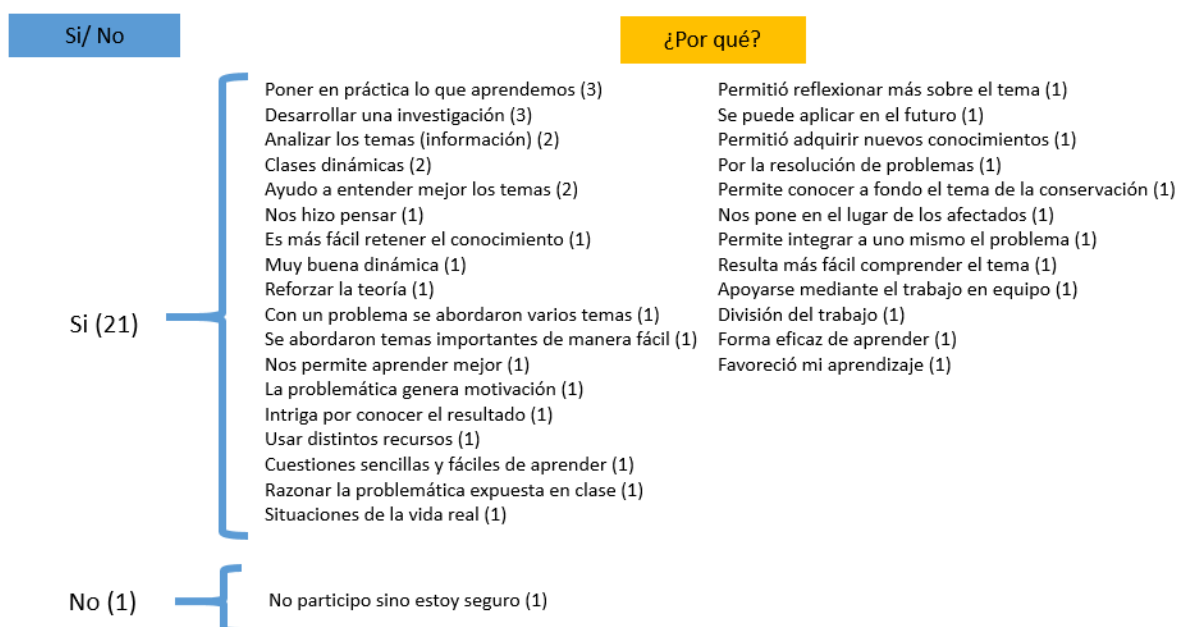 Si/ No
¿Por qué?
Si (21)
Poner en práctica lo que aprendemos (3)
Desarrollar una investigación (3)
Analizar los temas (información) (2)
Clases dinámicas (2)
Ayudo a entender mejor los temas (2)
Nos hizo pensar (1)
Es más fácil retener el conocimiento (1)
Muy buena dinámica (1)
Reforzar la teoría (1)
Con un problema se abordaron varios temas (1)
Se abordaron temas importantes de manera fácil (1)
Nos permite aprender mejor (1)
La problemática genera motivación (1)
Intriga por conocer el resultado (1)
Usar distintos recursos (1)
Cuestiones sencillas y fáciles de aprender (1)
Razonar la problemática expuesta en clase (1)
Situaciones de la vida real (1)
Permitió reflexionar más sobre el tema (1)
Se puede aplicar en el futuro (1)
Permitió adquirir nuevos conocimientos (1)
Por la resolución de problemas (1)
Permite conocer a fondo el tema de la conservación (1)
Nos pone en el lugar de los afectados (1)
Permite integrar a uno mismo el problema (1)
Resulta más fácil comprender el tema (1)
Apoyarse mediante el trabajo en equipo (1)
División del trabajo (1)
Forma eficaz de aprender (1)
Favoreció mi aprendizaje (1)
No (1)
No participo sino estoy seguro (1)